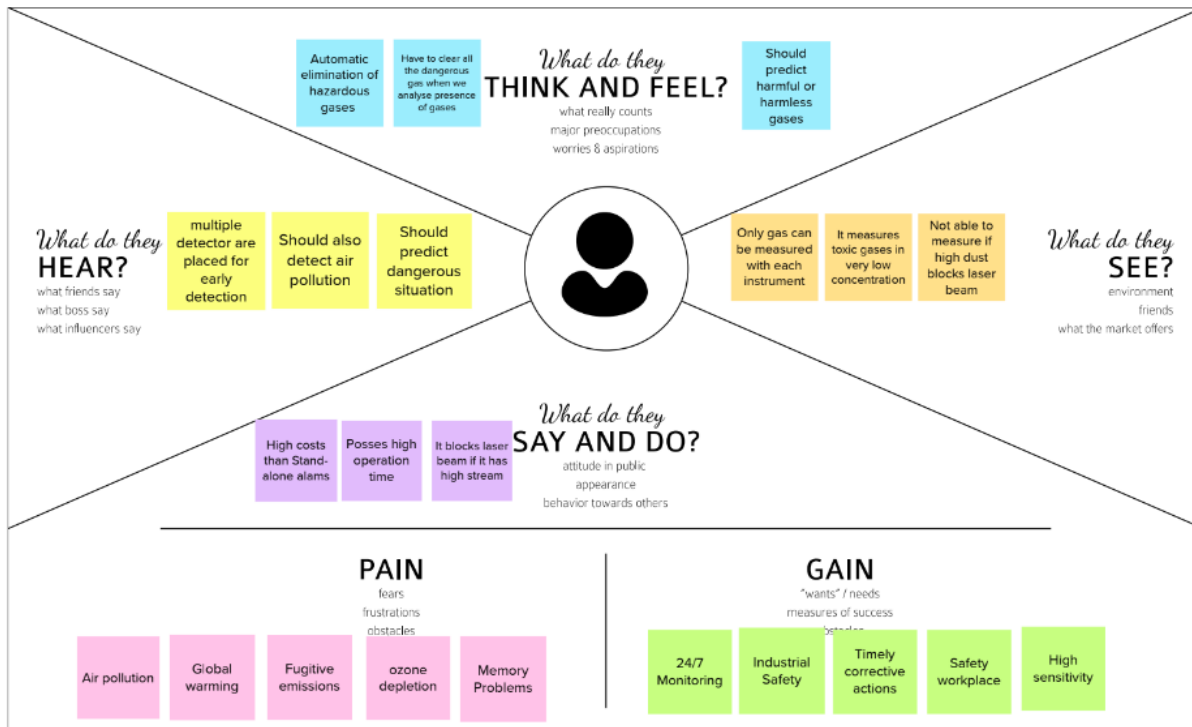 Automatic
elimination of
hazardous
gases
Have to clear all
the dangerous
gas when we
analyse presence
of gases
What do they
THINK AND FEEL?
what really counts
major preoccupations
worries & aspirations
Should
predict
harmful or
harmless
gases
What do they
HEAR?
what friends say
what boss say
what influencers say
multiple
detector are
placed for
early
detection
Should also
detect air
pollution
Should
predict
dangerous
situation
Only gas can
be measured
with each
instrument
It measures
toxic gases in
very low
concentration
Not able to
measure if
high dust
blocks laser
beam
What do they
SEE?
environment
friends
what the market offers
High costs
than Stand-
alone alams
Posses high
operation
time
It blocks laser
beam if it has
high stream
What do they
SAY AND DO?
attitude in public
appearance
behavior towards others
PAIN
fears
frustrations
obstacles
Air pollution
Global
warming
Fugitive
emissions
ozone
depletion
Memory
Problems
GAIN
"wants" / needs
measures of success
obstacles
24/7
Monitoring
Industrial
Safety
Timely
corrective
actions
Safety
workplace
High
sensitivity